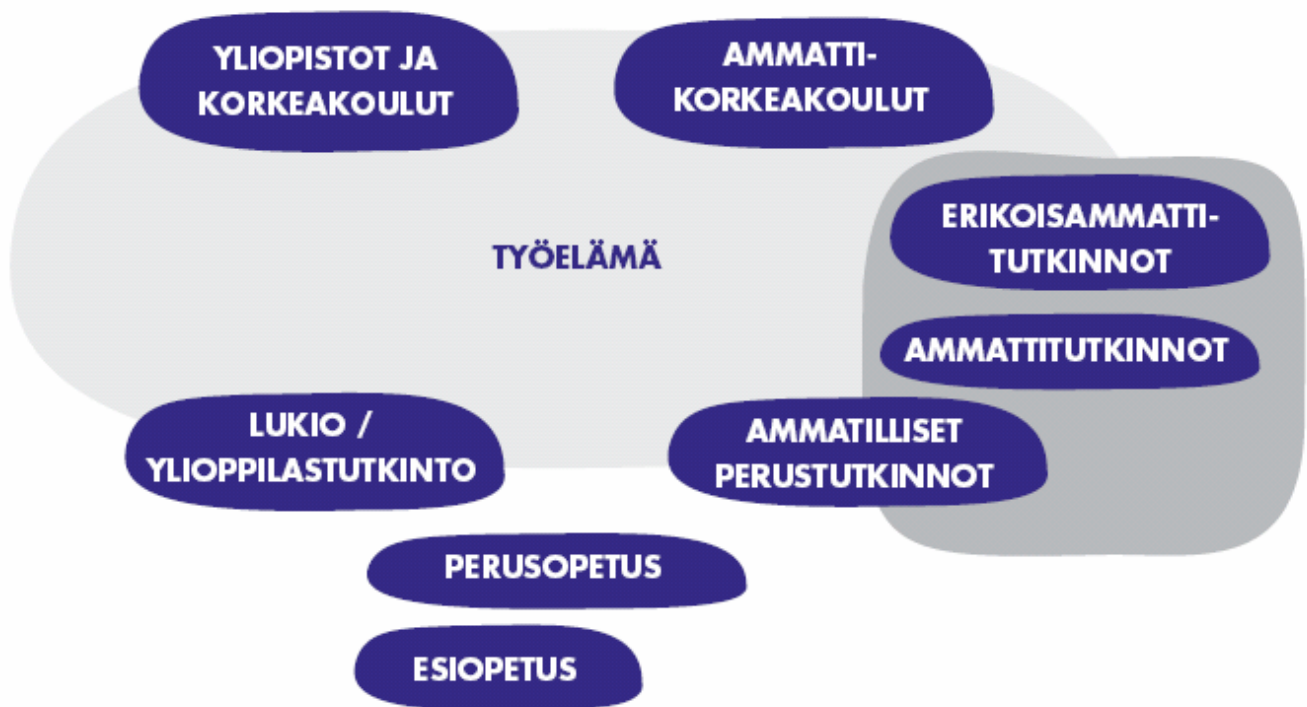 YLIOPISTOT JA
KORKEAKOULUT
AMMATTI-
KORKEAKOULUT
ERIKOISAMMATTI-
TUTKINNOT
TYÖELÄMÄ
AMMATTITUTKINNOT
LUKIO /
YLIOPPILASTUTKINTO
AMMATILLISET
PERUSTUTKINNOT
PERUSOPETUS
ESIOPETUS